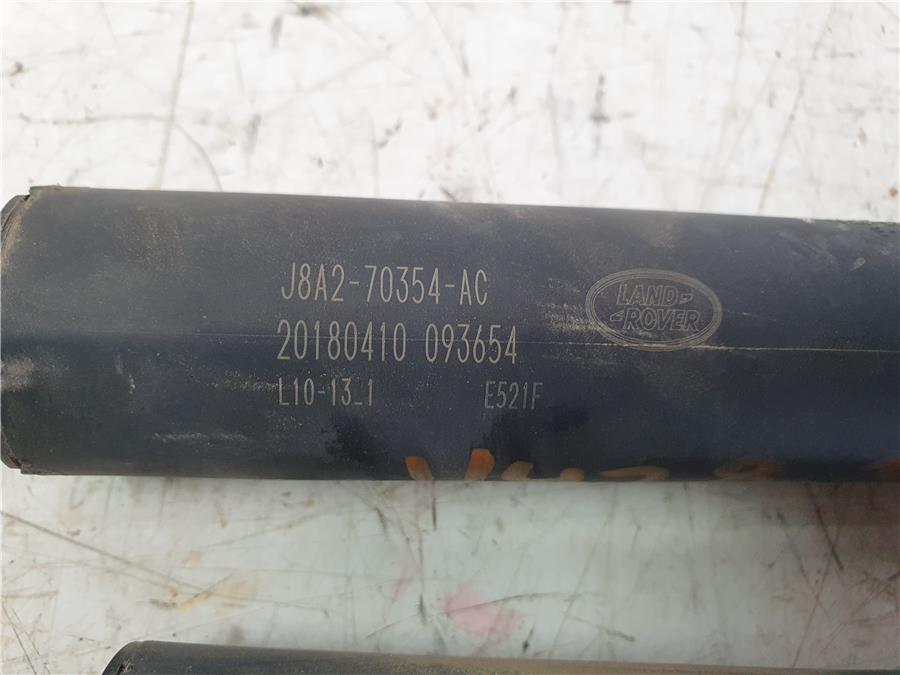 J8A2-70354-AC
LAND-
-ROVER
20180410 093654
L10-13_1 E521F